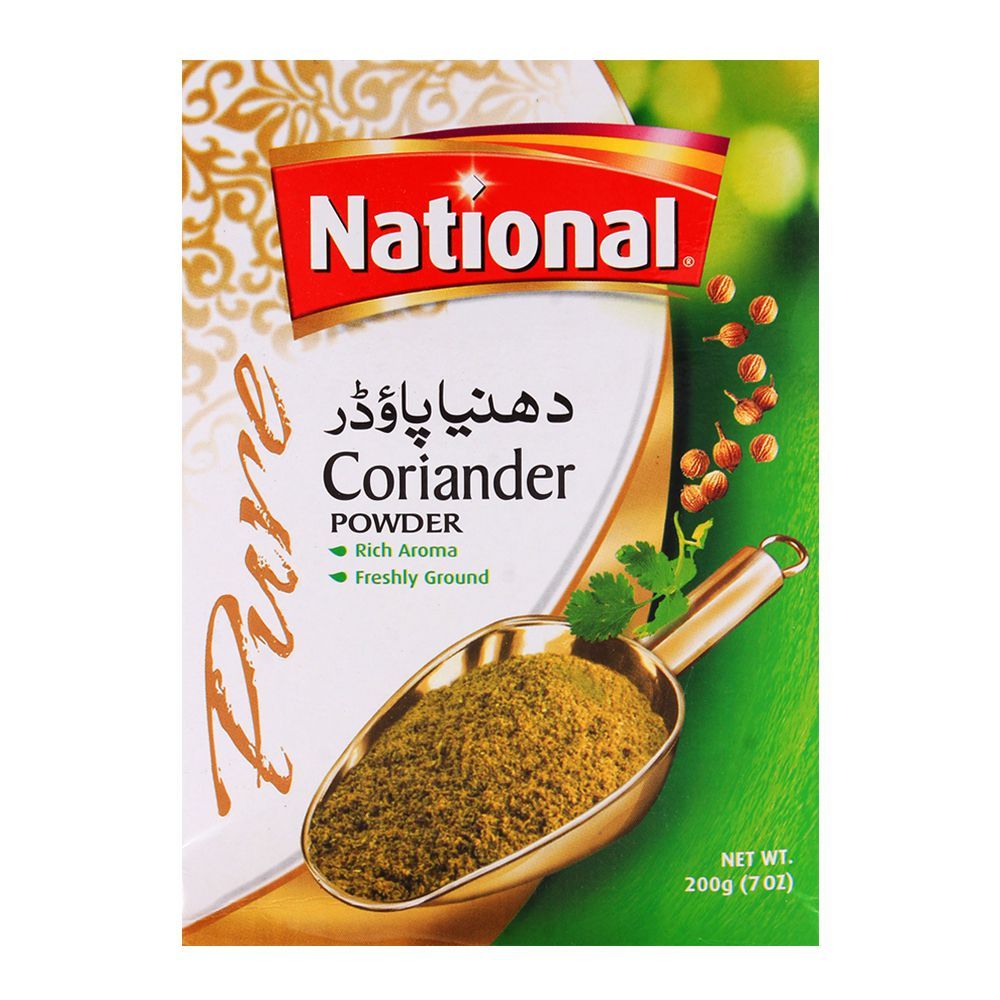 National
®
Pure
دھنیا پاؤڈر
Coriander
POWDER
Rich Aroma
Freshly Ground
NET WT.
200g (7 OZ)